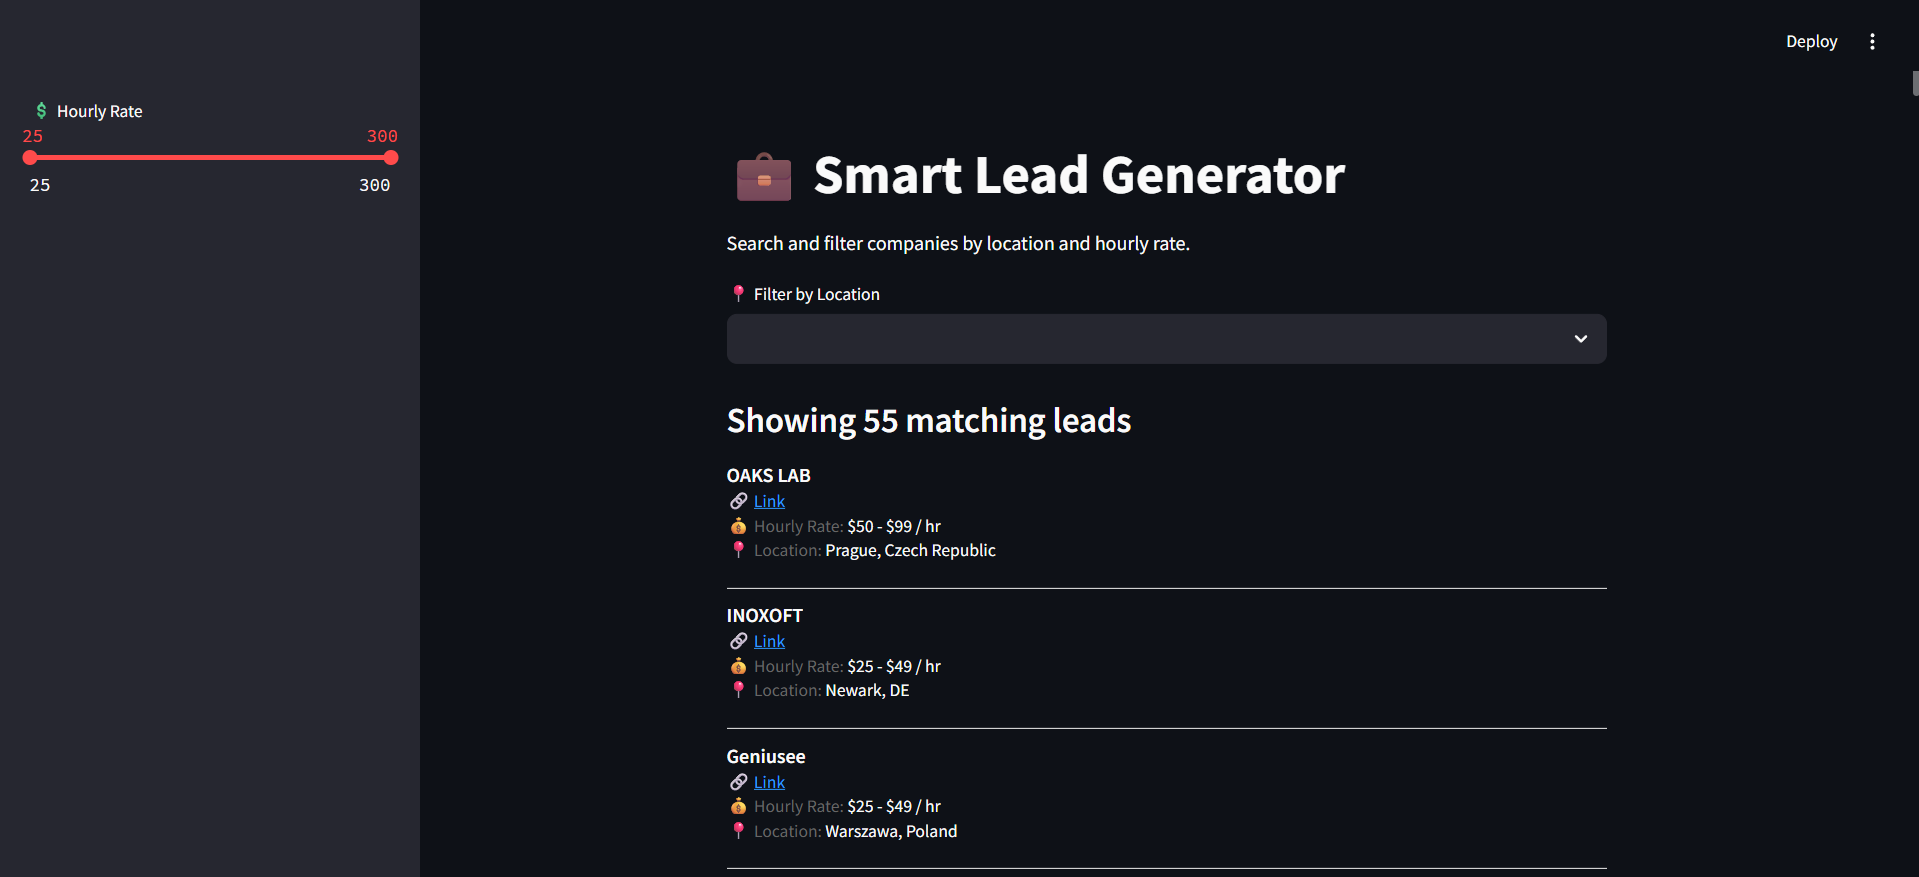 Deploy
$ Hourly Rate
25 300
25 300
Smart Lead Generator
Search and filter companies by location and hourly rate.
Filter by Location
Showing 55 matching leads
OAKS LAB
Link
Hourly Rate: $50 - $99 / hr
Location: Prague, Czech Republic
INOXOFT
Link
Hourly Rate: $25 - $49 / hr
Location: Newark, DE
Geniusee
Link
Hourly Rate: $25 - $49 / hr
Location: Warszawa, Poland